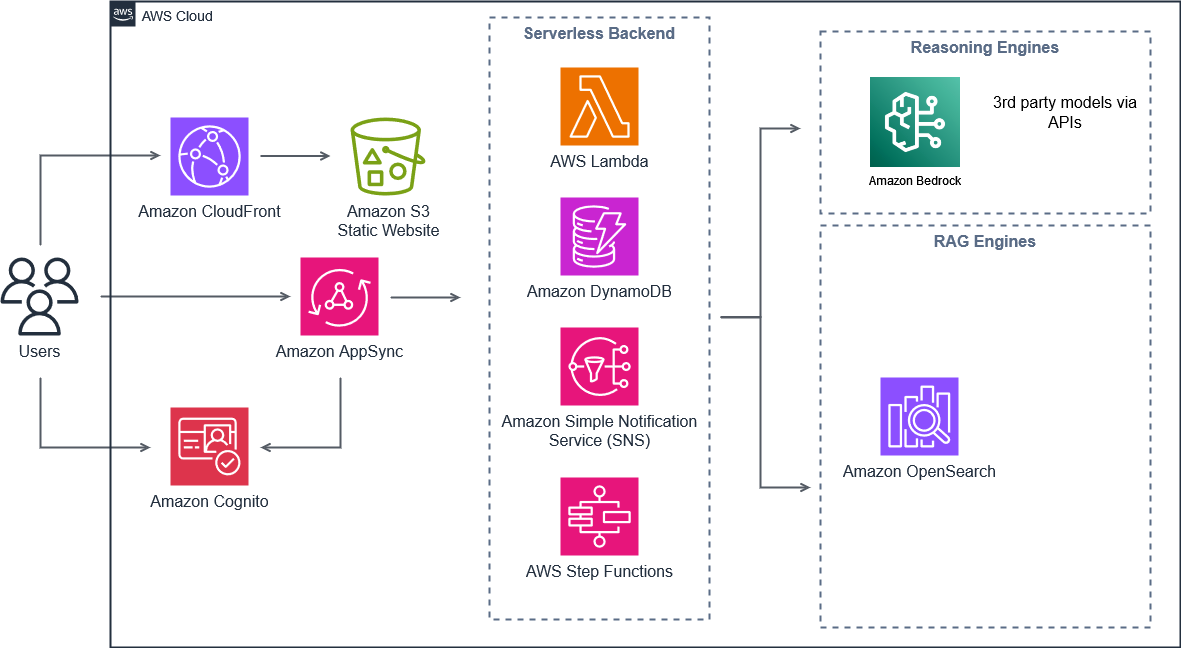 aws
AWS Cloud
Serverless Backend
Reasoning Engines
AWS Lambda
3rd party models via
APIs
Amazon Bedrock
Amazon CloudFront
Amazon S3
Static Website
RAG Engines
Amazon DynamoDB
Users
Amazon AppSync
Amazon Simple Notification
Service (SNS)
Amazon OpenSearch
Amazon Cognito
AWS Step Functions